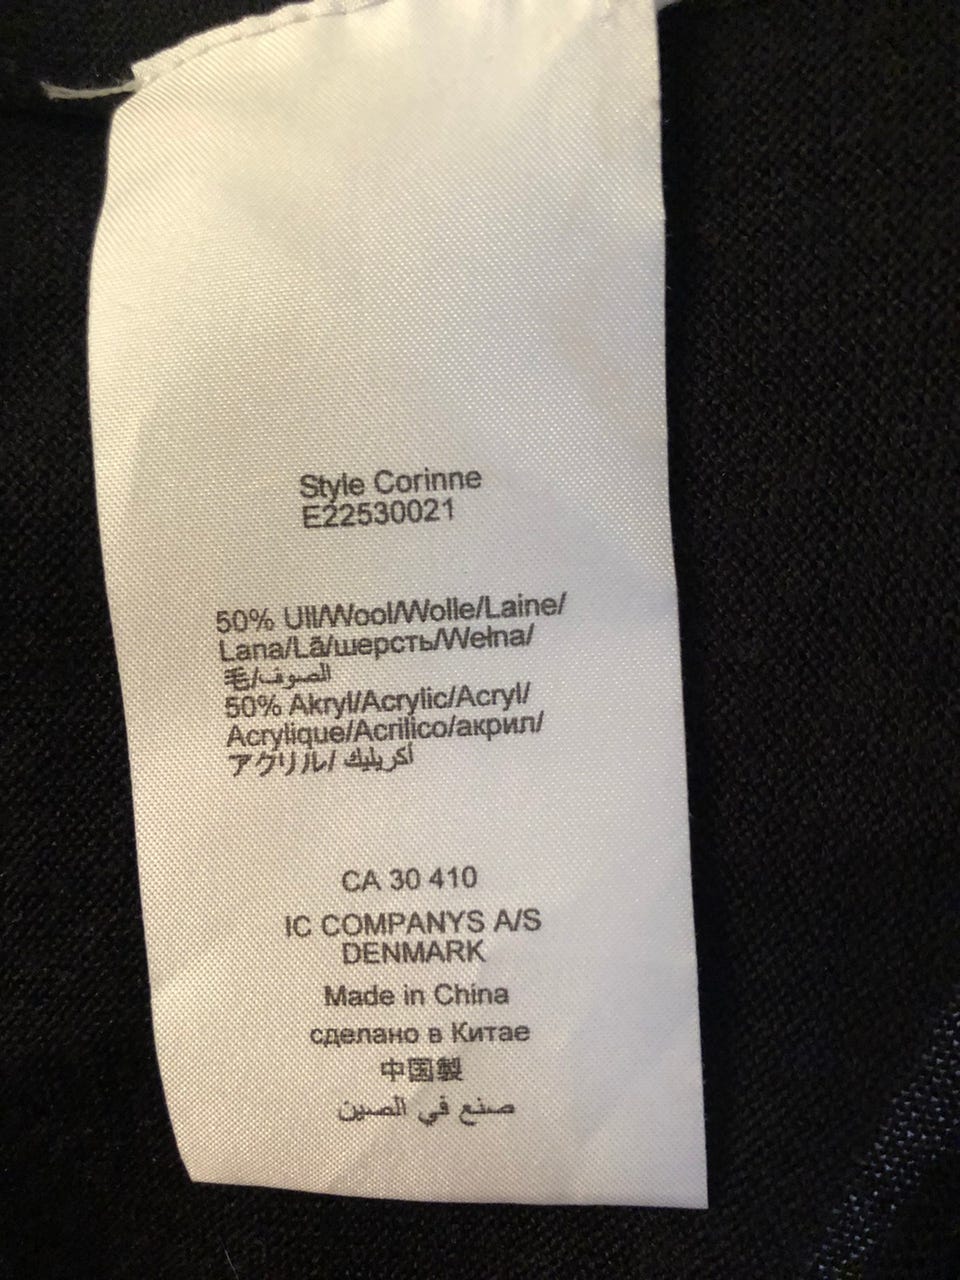 Style Corinne
E22530021
50% Ull/Wool/Wolle/Laine/
Lana/Lã/шерсть/Wełna/
毛/الصوف
50% Akryl/Acrylic/Acryl/
Acrylique/Acrilico/акрил/
アクリル/ أكريليك
CA 30 410
IC COMPANYS A/S
DENMARK
Made in China
сделано в Китае
中国製
صنع في الصين